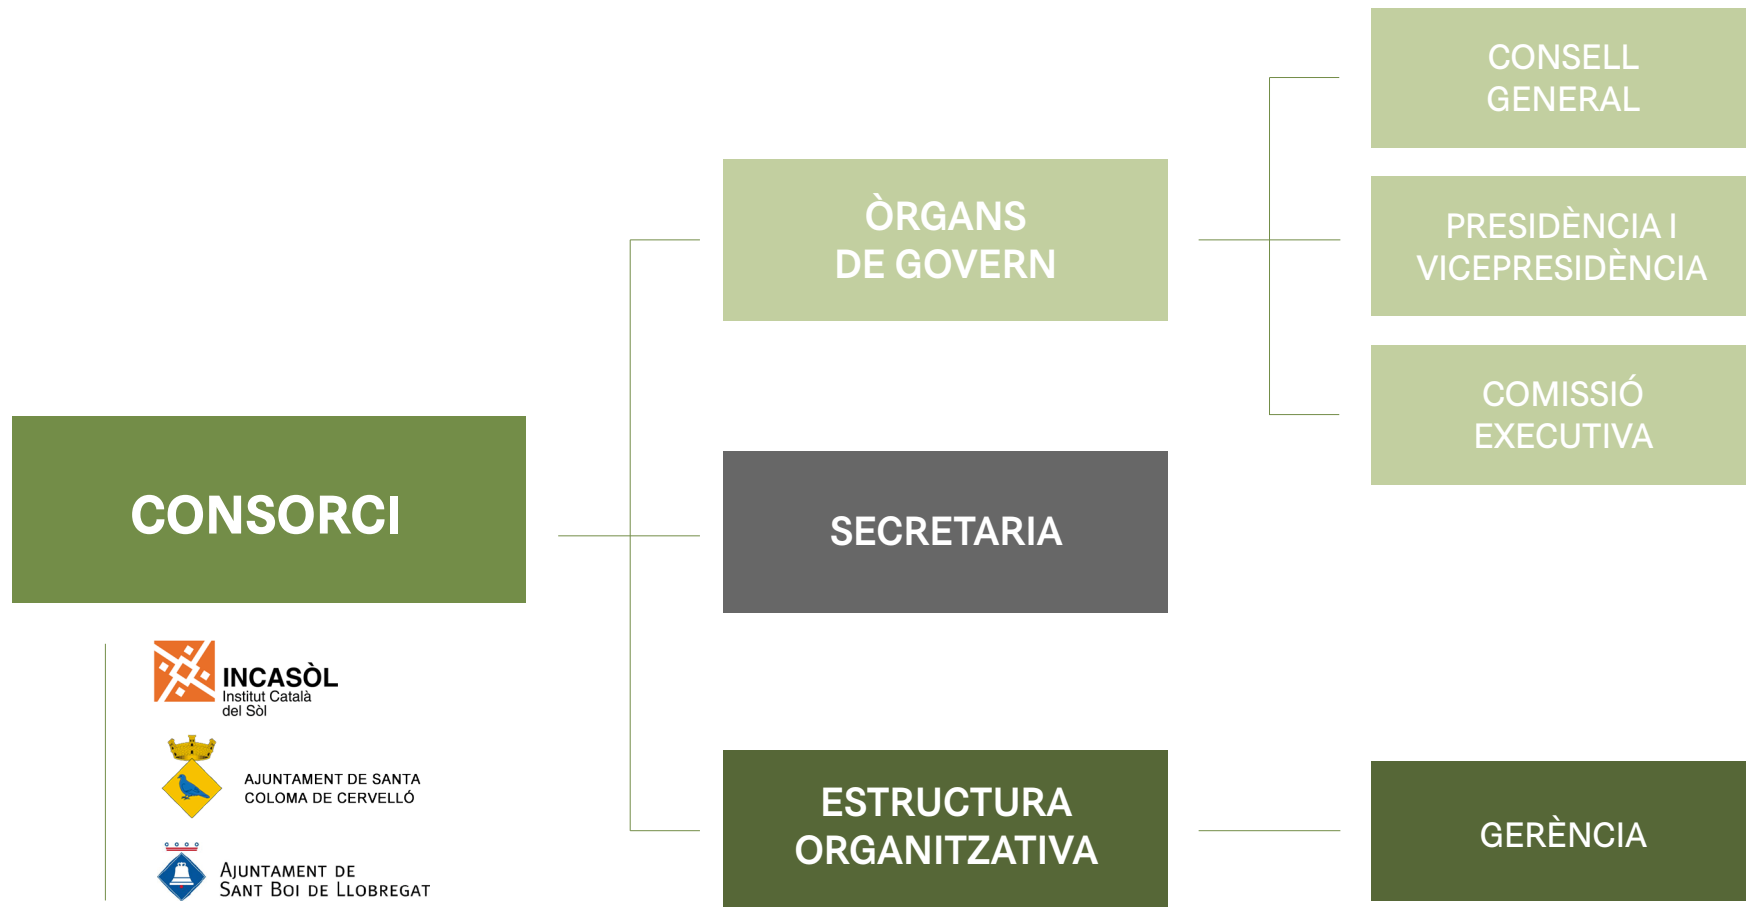 CONSORCI
INCASÒL
Institut Català
del Sòl
AJUNTAMENT DE SANTA
COLOMA DE CERVELLÓ
AJUNTAMENT DE
SANT BOI DE LLOBREGAT
ÒRGANS
DE GOVERN
SECRETARIA
ESTRUCTURA
ORGANITZATIVA
CONSELL
GENERAL
PRESIDÈNCIA I
VICEPRESIDÈNCIA
COMISSIÓ
EXECUTIVA
GERÈNCIA